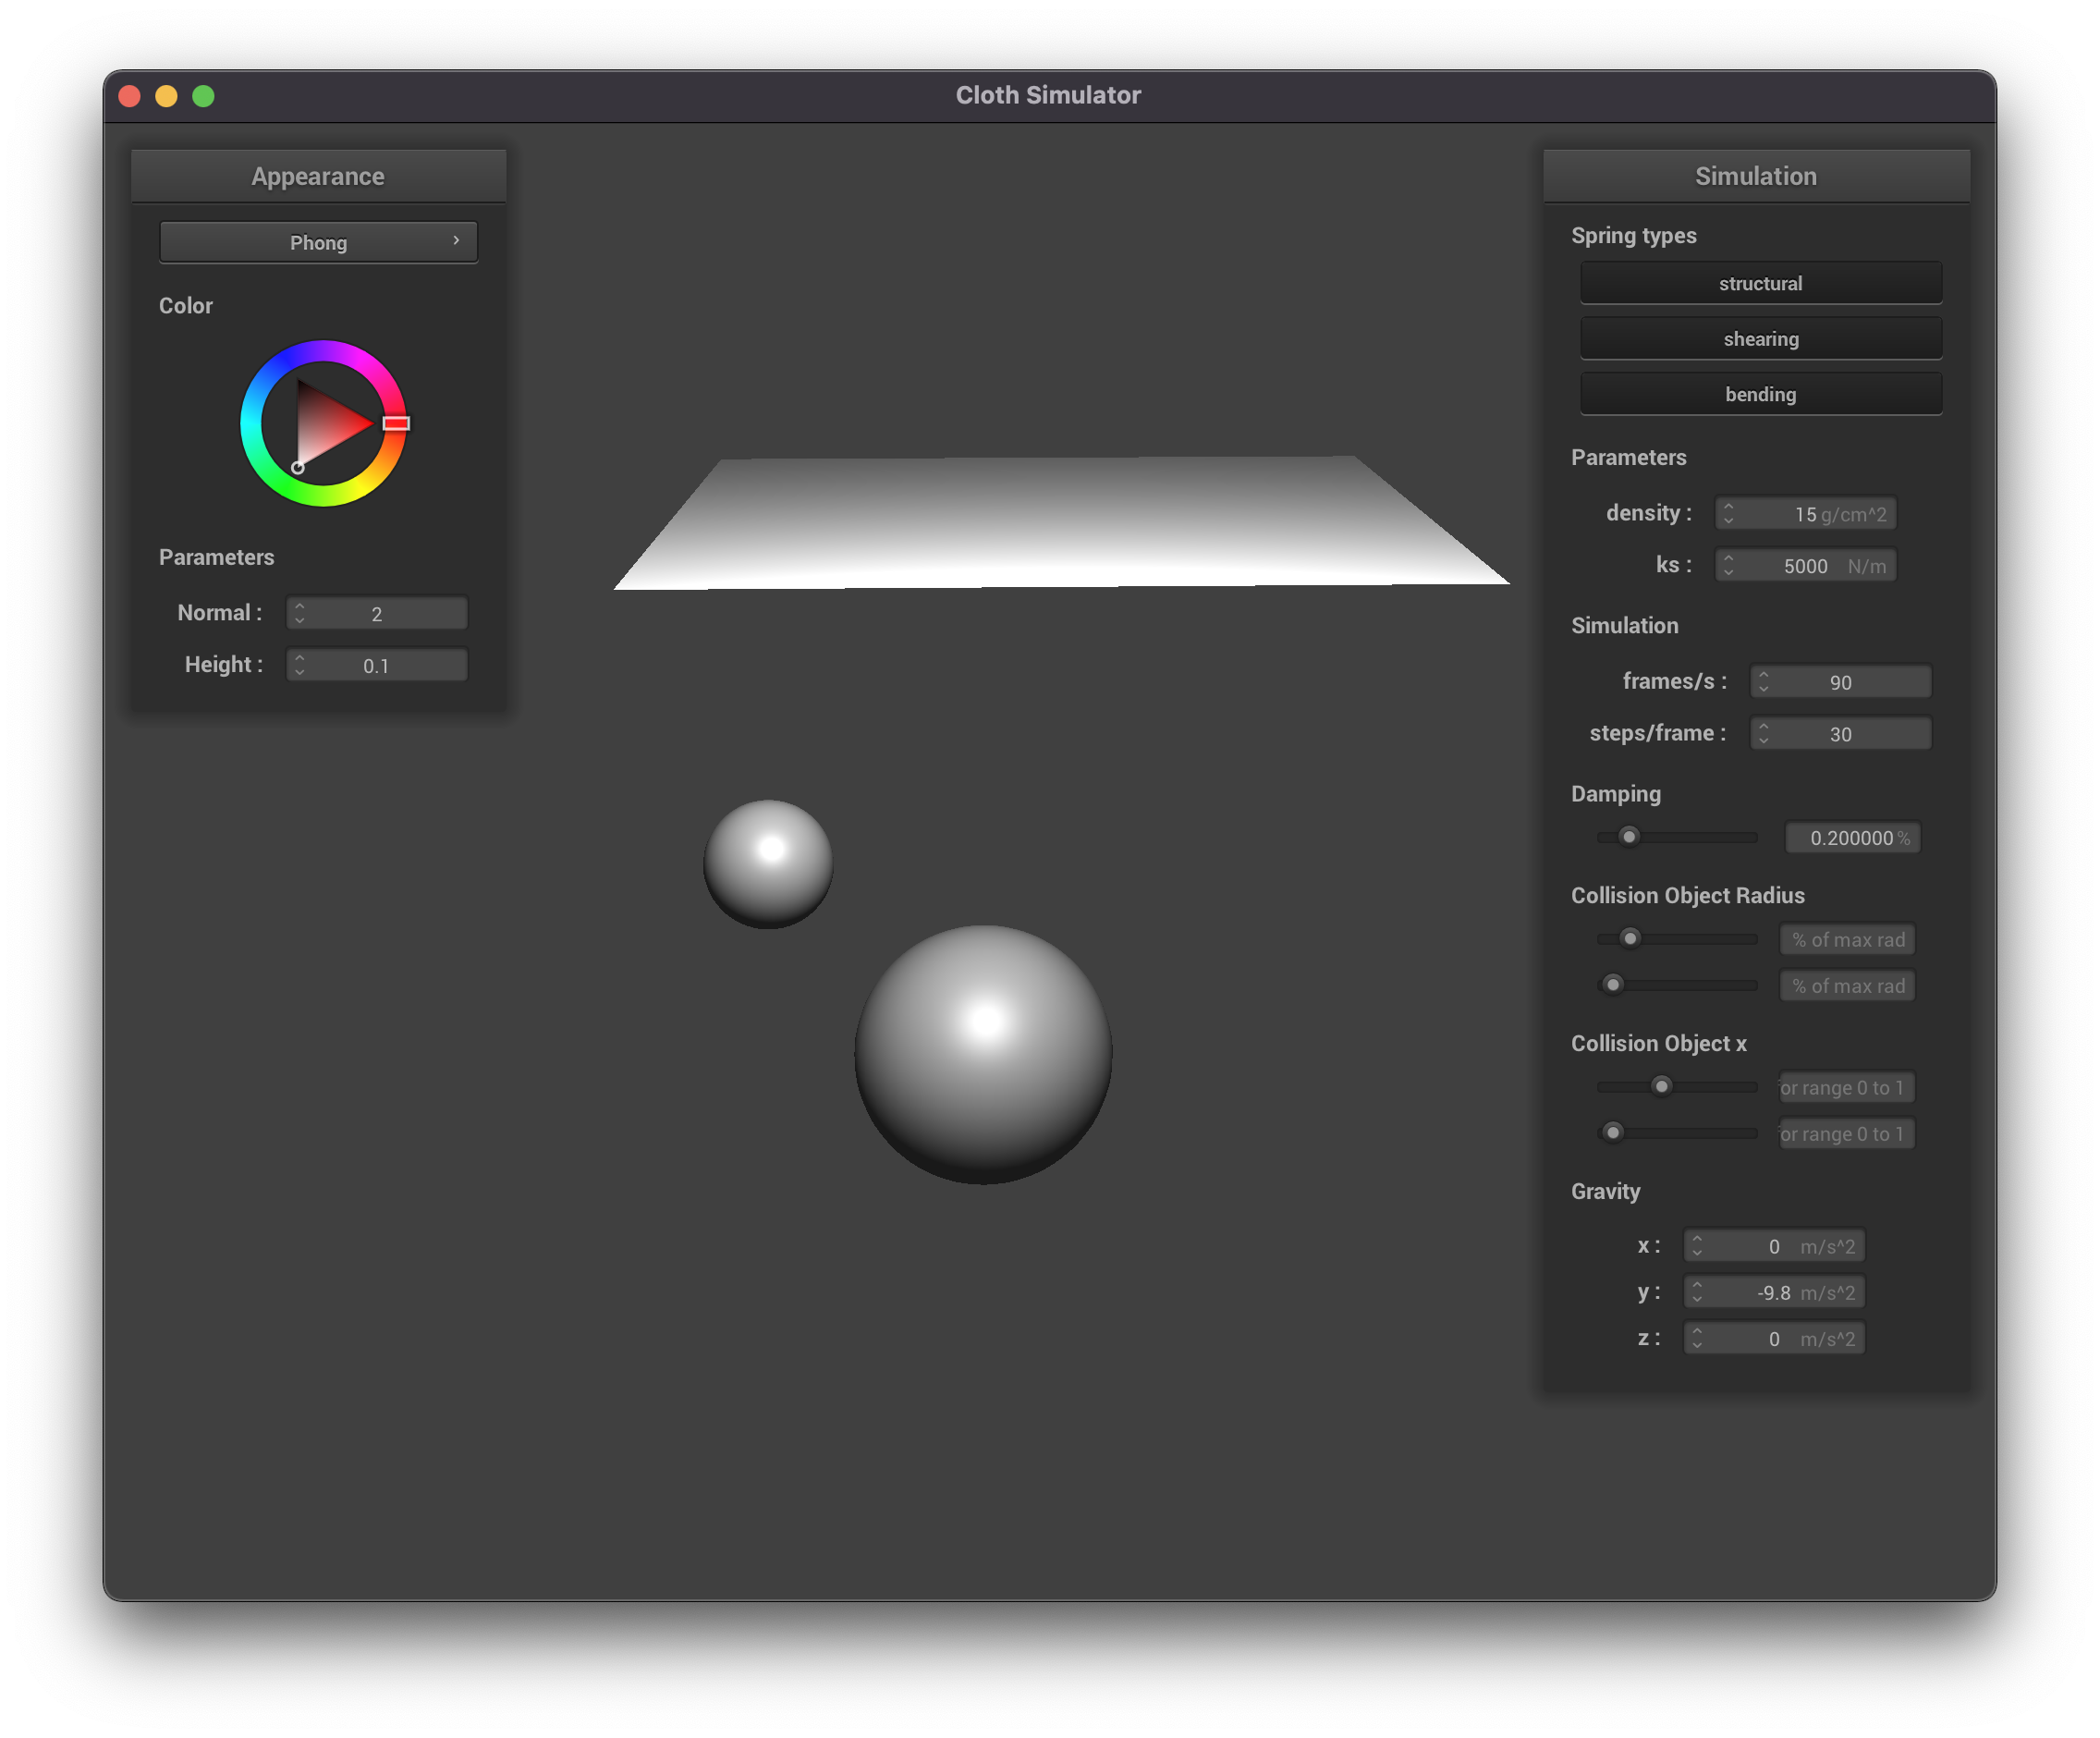 Cloth Simulator
Appearance
Phong
Color
Parameters
Normal : 2
Height : 0.1
Simulation
Spring types
structural
shearing
bending
Parameters
density : 15 g/cm^2
ks : 5000 N/m
Simulation
frames/s : 90
steps/frame : 30
Damping
0.200000 %
Collision Object Radius
% of max rad
% of max rad
Collision Object x
or range 0 to 1
or range 0 to 1
Gravity
x : 0 m/s^2
y : -9.8 m/s^2
z : 0 m/s^2